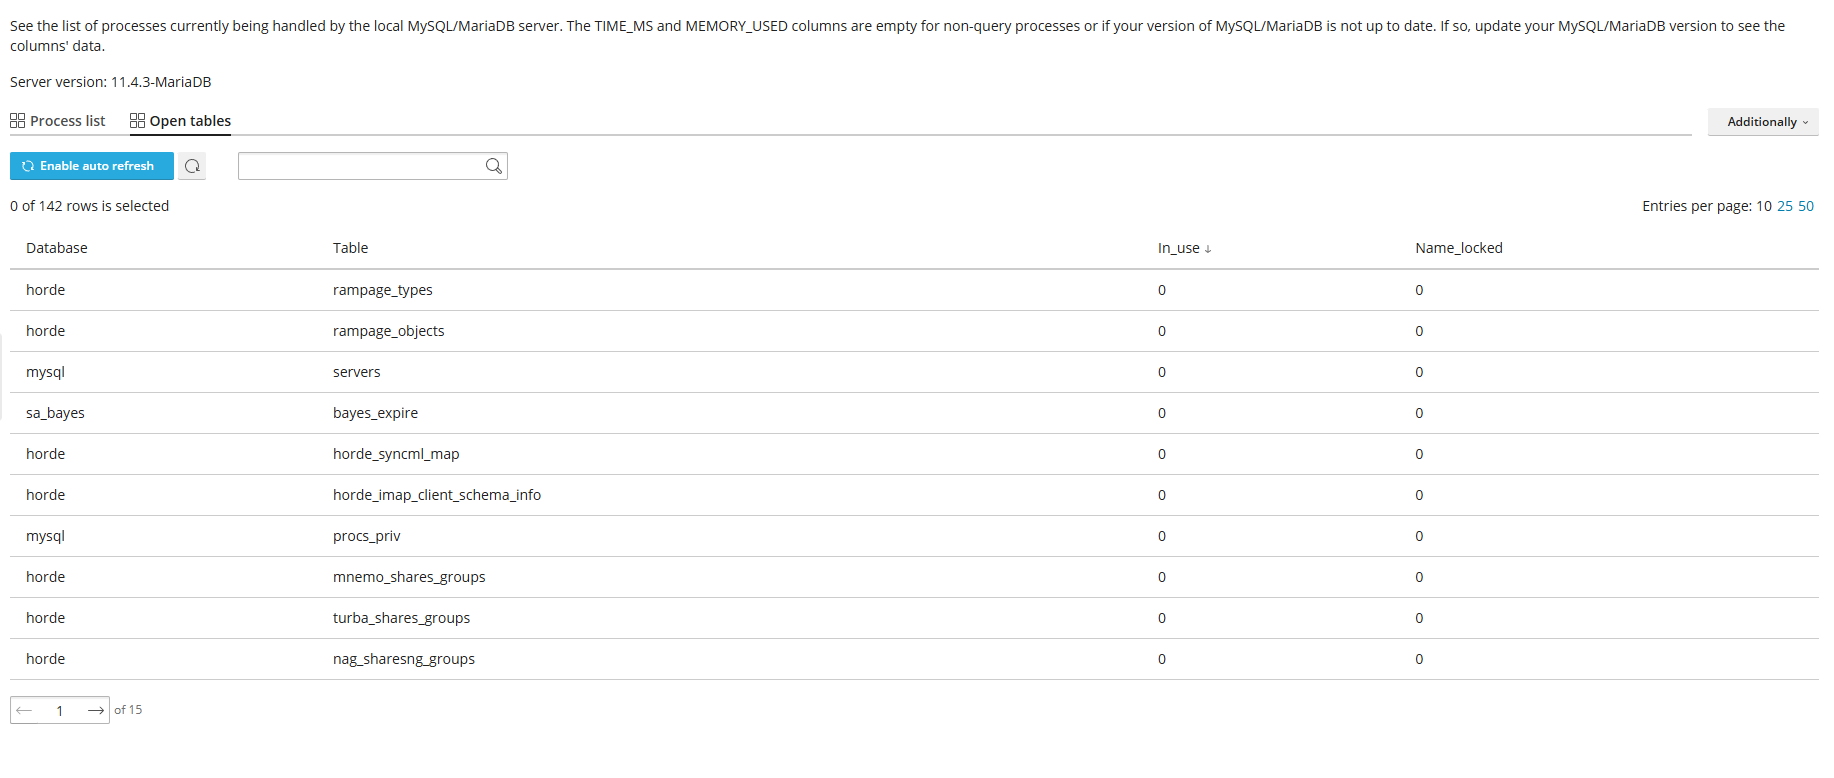 See the list of processes currently being handled by the local MySQL/MariaDB server. The TIME_MS and MEMORY_USED columns are empty for non-query processes or if your version of MySQL/MariaDB is not up to date. If so, update your MySQL/MariaDB version to see the
columns' data.
Server version: 11.4.3-MariaDB
Process list Open tables Additionally
Enable auto refresh
0 of 142 rows is selected Entries per page: 10 25 50
Database Table In_use ↓ Name_locked
horde rampage_types 0 0
horde rampage_objects 0 0
mysql servers 0 0
sa_bayes bayes_expire 0 0
horde horde_syncml_map 0 0
horde horde_imap_client_schema_info 0 0
mysql procs_priv 0 0
horde mnemo_shares_groups 0 0
horde turba_shares_groups 0 0
horde nag_sharesng_groups 0 0
← 1 → of 15